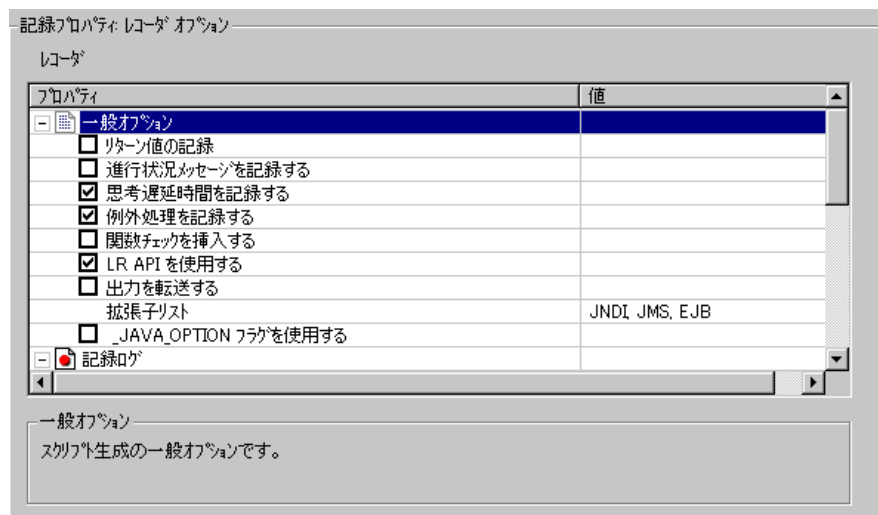 記録ﾌﾟﾛﾊﾟﾃｨ: ﾚｺｰﾀﾞ ｵﾌﾟｼｮﾝ
ﾚｺｰﾀﾞ
ﾌﾟﾛﾊﾟﾃｨ 値
一般ｵﾌﾟｼｮﾝ
ﾘﾀｰﾝ値の記録
進行状況ﾒｯｾｰｼﾞを記録する
思考遅延時間を記録する
例外処理を記録する
関数ﾁｪｯｸを挿入する
LR API を使用する
出力を転送する
拡張子ﾘｽﾄ JNDI, JMS, EJB
_JAVA_OPTION ﾌﾗｸﾞを使用する
記録ﾛｸﾞ
一般ｵﾌﾟｼｮﾝ
ｽｸﾘﾌﾟﾄ生成の一般ｵﾌﾟｼｮﾝです。